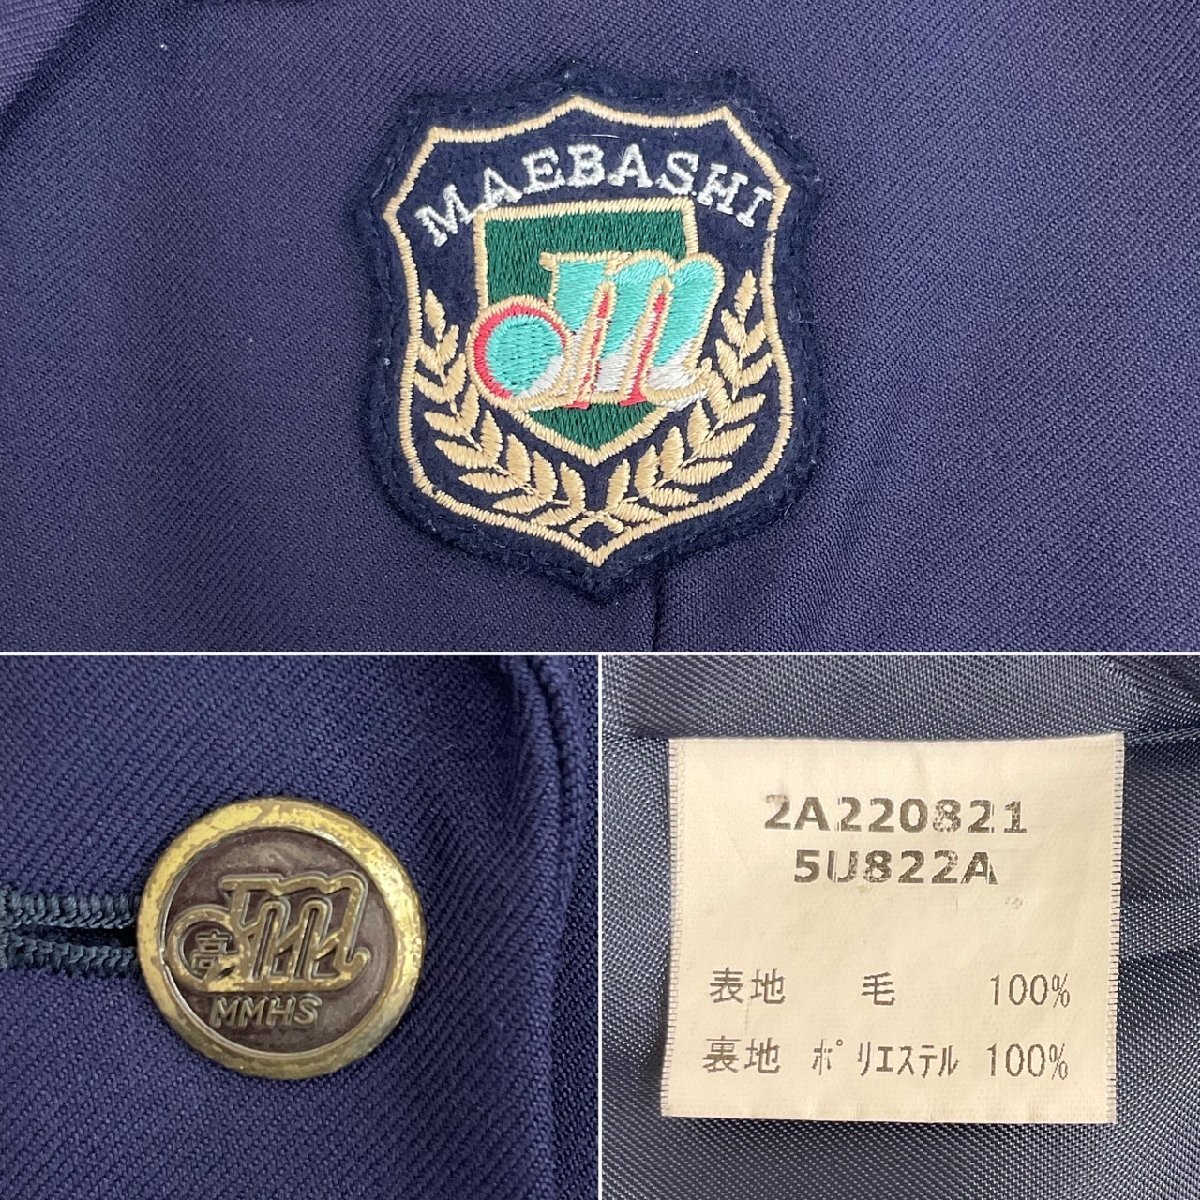 MAEBASHI
m
高
m
MMHS
2A220821
5U822A
表地 毛 100%
裏地 ポリエステル 100%